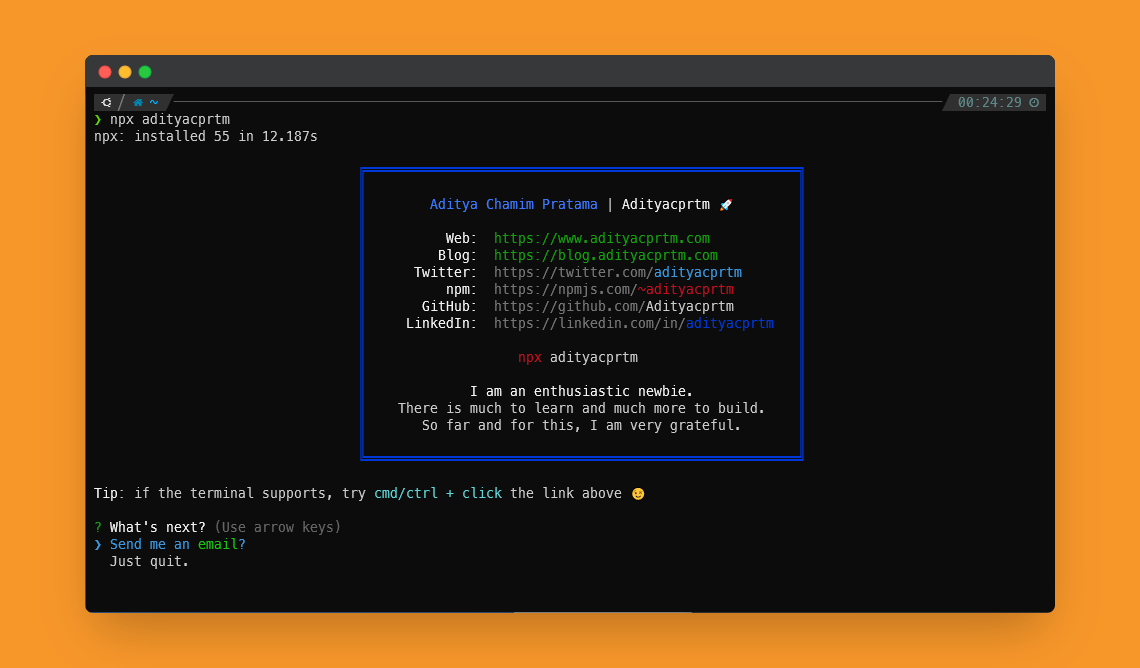 ~ 00:24:29
❯ npx adityacprtm
npx: installed 55 in 12.187s
Aditya Chamim Pratama | Adityacprtm 🚀
Web: https://www.adityacprtm.com
Blog: https://blog.adityacprtm.com
Twitter: https://twitter.com/adityacprtm
npm: https://npmjs.com/~adityacprtm
GitHub: https://github.com/Adityacprtm
LinkedIn: https://linkedin.com/in/adityacprtm
npx adityacprtm
I am an enthusiastic newbie.
There is much to learn and much more to build.
So far and for this, I am very grateful.
Tip: if the terminal supports, try cmd/ctrl + click the link above 😉
? What's next? (Use arrow keys)
❯ Send me an email?
Just quit.